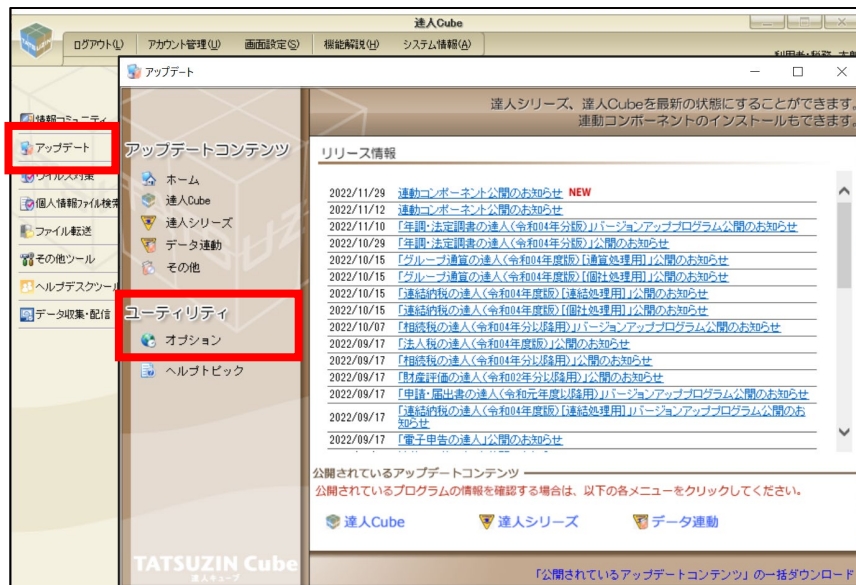 達人Cube
ログアウト(L) アカウント管理(U) 画面設定(S) 機能解説(H) システム情報(A)
情報コミュニティ
アップデート
ウイルス対策
個人情報ファイル検索
ファイル転送
その他ツール
ヘルプデスクツール
データ収集・配信
アップデート
達人シリーズ、達人Cubeを最新の状態にすることができます。
連動コンポーネントのインストールもできます。
アップデートコンテンツ
ホーム
達人Cube
達人シリーズ
データ連動
その他
ユーティリティ
オプション
ヘルプトピック
TATSUZIN Cube
達人キューブ
リリース情報
2022/11/29 連動コンポーネント公開のお知らせ NEW
2022/11/12 連動コンポーネント公開のお知らせ
2022/11/10 「年調・法定調書の達人(令和04年分版)」バージョンアッププログラム公開のお知らせ
2022/10/29 「年調・法定調書の達人(令和04年分版)」公開のお知らせ
2022/10/15 「グループ通算の達人(令和04年度版)[通算処理用]」公開のお知らせ
2022/10/15 「グループ通算の達人(令和04年度版)[個社処理用]」公開のお知らせ
2022/10/15 「連結納税の達人(令和04年度版)[連結処理用]」公開のお知らせ
2022/10/15 「連結納税の達人(令和04年度版)[個社処理用]」公開のお知らせ
2022/10/07 「相続税の達人(令和04年分以降用)」バージョンアッププログラム公開のお知らせ
2022/09/17 「法人税の達人(令和04年度版)」公開のお知らせ
2022/09/17 「相続税の達人(令和04年分以降用)」公開のお知らせ
2022/09/17 「財産評価の達人(令和02年分以降用)」公開のお知らせ
2022/09/17 「申請・届出書の達人(令和元年度以降用)」バージョンアッププログラム公開のお知らせ
2022/09/17 「連結納税の達人(令和04年度版)[連結処理用]」バージョンアッププログラム公開のお
知らせ
2022/09/17 「電子申告の達人」公開のお知らせ
公開されているアップデートコンテンツ
公開されているプログラムの情報を確認する場合は、以下の各メニューをクリックしてください。
達人Cube 達人シリーズ データ連動
「公開されているアップデートコンテンツ」の一括ダウンロード